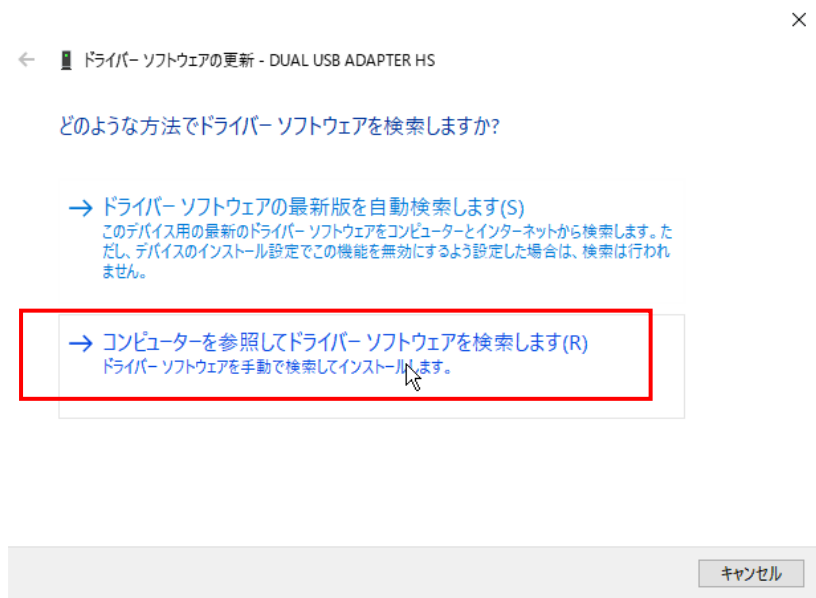 ドライバー ソフトウェアの更新 - DUAL USB ADAPTER HS
どのような方法でドライバー ソフトウェアを検索しますか?
ドライバー ソフトウェアの最新版を自動検索します(S)
このデバイス用の最新のドライバー ソフトウェアをコンピューターとインターネットから検索します。た
だし、デバイスのインストール設定でこの機能を無効にするよう設定した場合は、検索は行われ
ません。
コンピューターを参照してドライバー ソフトウェアを検索します(R)
ドライバー ソフトウェアを手動で検索してインストールします。
キャンセル